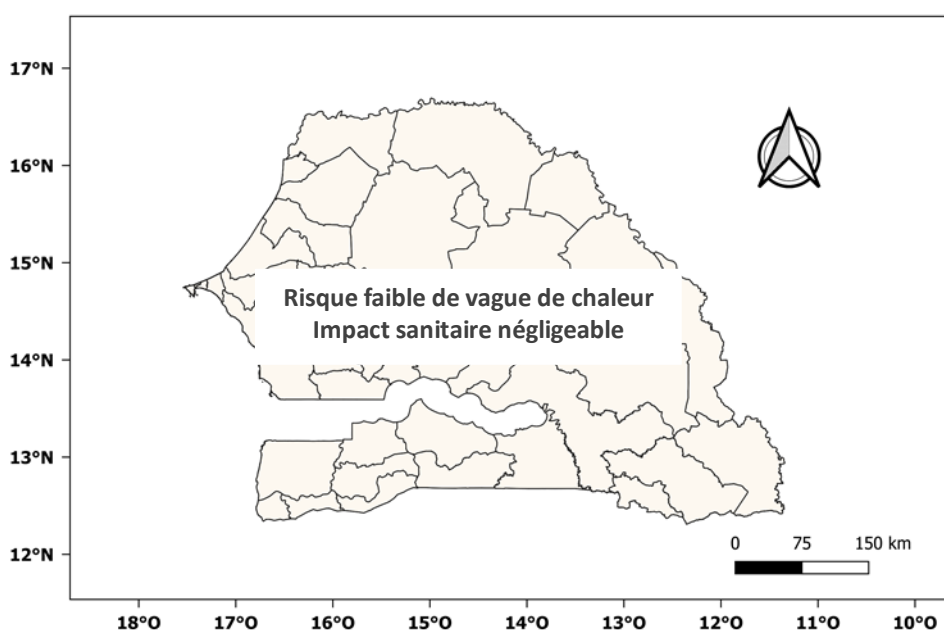 17°N
16°N
15°N
14°N
13°N
12°N
Risque faible de vague de chaleur
Impact sanitaire négligeable
0 75 150 km
18°O 17°O 16°O 15°O 14°O 13°O 12°O 11°O 10°O